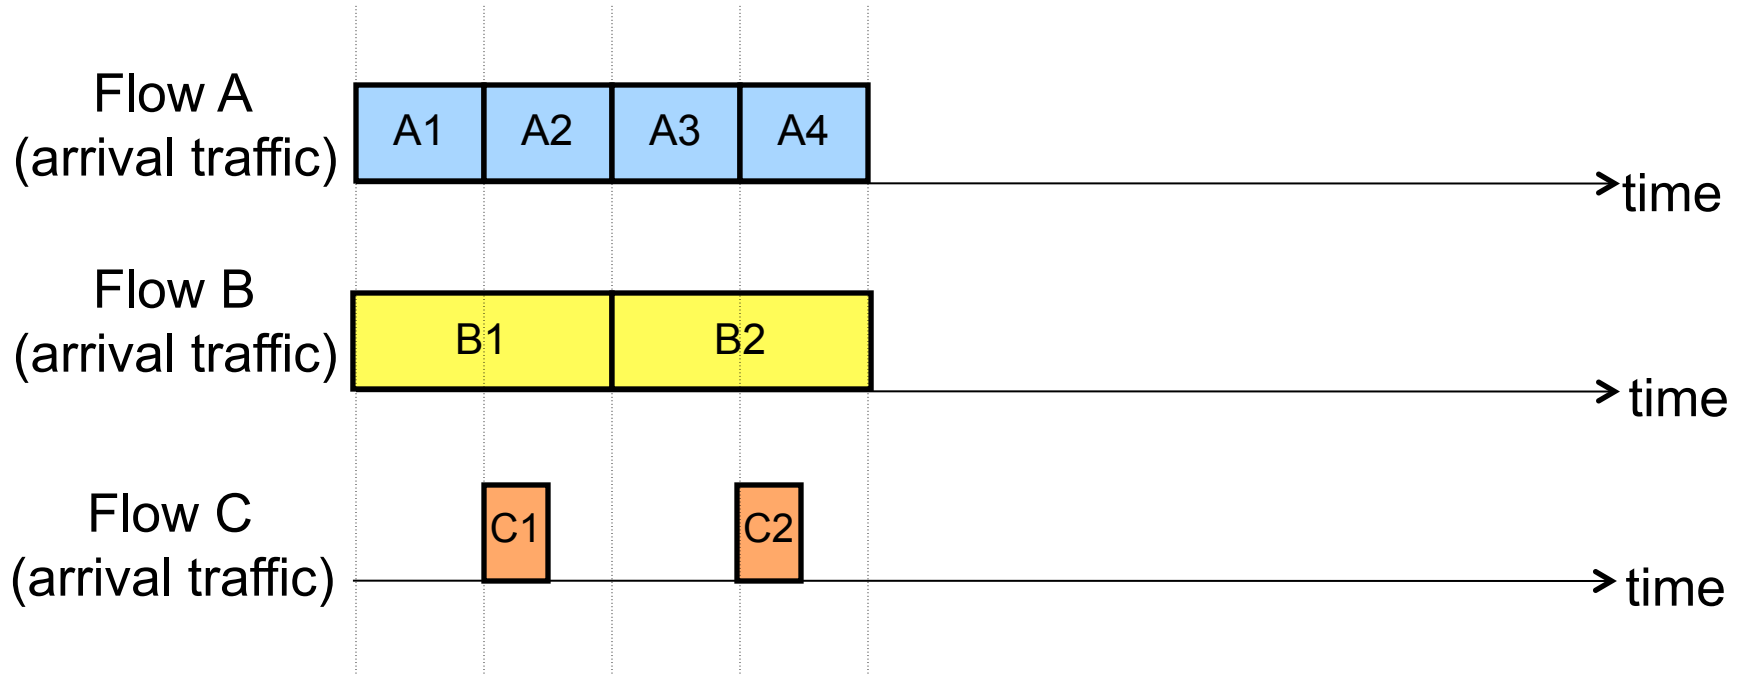 Flow A
(arrival traffic)
A1 A2 A3 A4
time
Flow B
(arrival traffic)
B1 B2
time
Flow C
(arrival traffic)
C1 C2
time